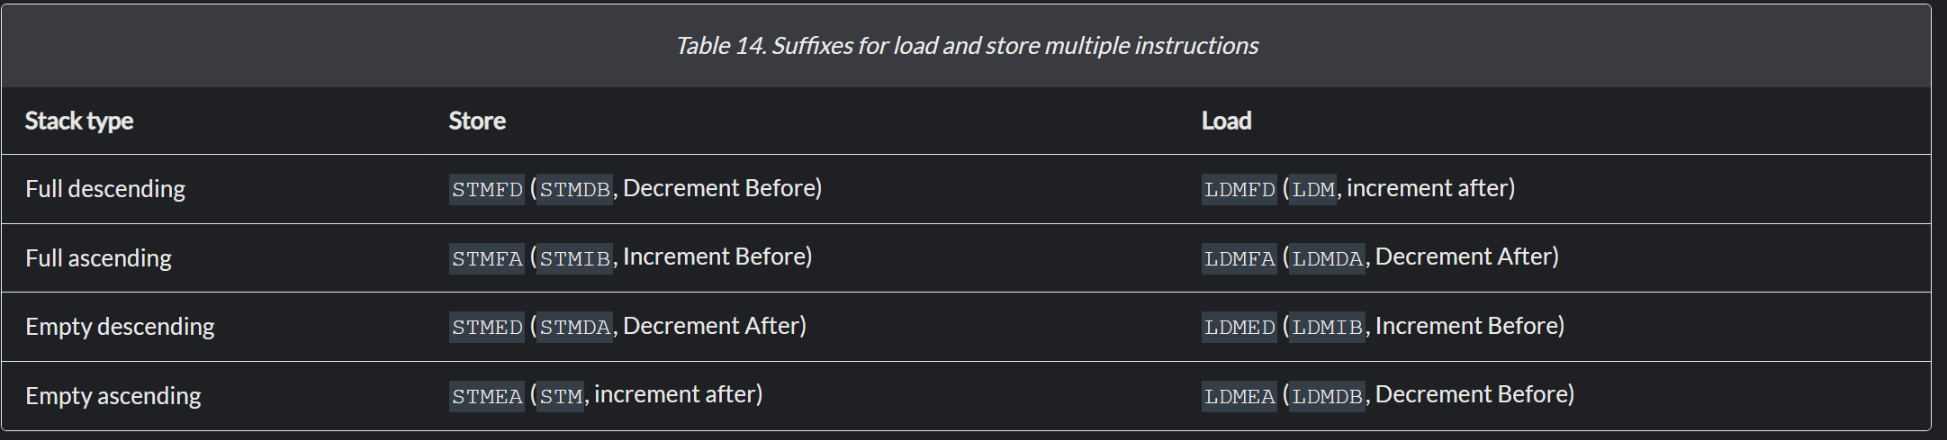 Table 14. Suffixes for load and store multiple instructions
Stack type Store Load
Full descending STMFD (STMDB, Decrement Before) LDMFD (LDM, increment after)
Full ascending STMFA (STMIB, Increment Before) LDMFA (LDMDA, Decrement After)
Empty descending STMED (STMDA, Decrement After) LDMED (LDMIB, Increment Before)
Empty ascending STMEA (STM, increment after) LDMEA (LDMDB, Decrement Before)